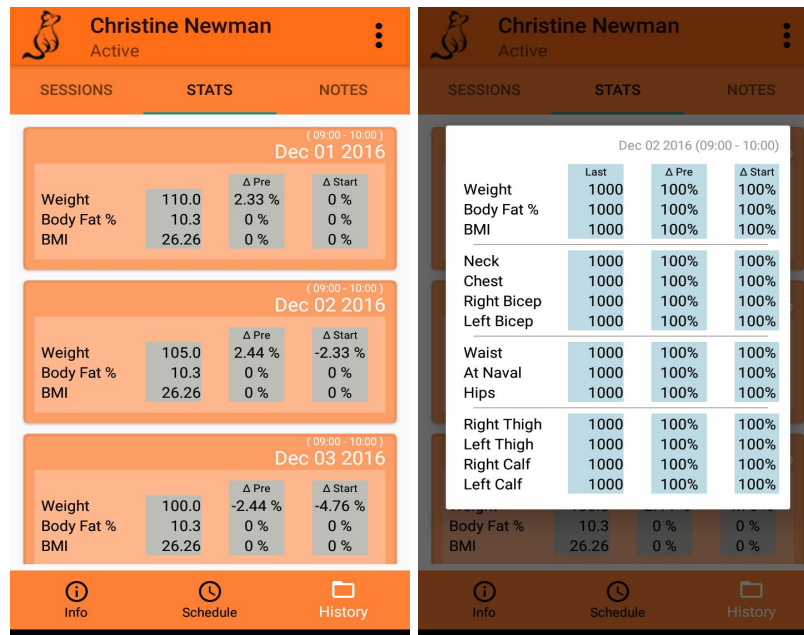 Christine Newman
Active
SESSIONS STATS NOTES
( 09:00 - 10:00 )
Dec 01 2016
Δ Pre Δ Start
Weight 110.0 2.33 % 0 %
Body Fat % 10.3 0 % 0 %
BMI 26.26 0 % 0 %
( 09:00 - 10:00 )
Dec 02 2016
Δ Pre Δ Start
Weight 105.0 2.44 % -2.33 %
Body Fat % 10.3 0 % 0 %
BMI 26.26 0 % 0 %
( 09:00 - 10:00 )
Dec 03 2016
Δ Pre Δ Start
Weight 100.0 -2.44 % -4.76 %
Body Fat % 10.3 0 % 0 %
BMI 26.26 0 % 0 %
Info Schedule History
Christine Newman
Active
SESSIONS STATS NOTES
Dec 02 2016 (09:00 - 10:00)
Last Δ Pre Δ Start
Weight 1000 100% 100%
Body Fat % 1000 100% 100%
BMI 1000 100% 100%
Neck 1000 100% 100%
Chest 1000 100% 100%
Right Bicep 1000 100% 100%
Left Bicep 1000 100% 100%
Waist 1000 100% 100%
At Naval 1000 100% 100%
Hips 1000 100% 100%
Right Thigh 1000 100% 100%
Left Thigh 1000 100% 100%
Right Calf 1000 100% 100%
Left Calf 1000 100% 100%
Body Fat % 10.3 0 % 0 %
BMI 26.26 0 % 0 %
Info Schedule History